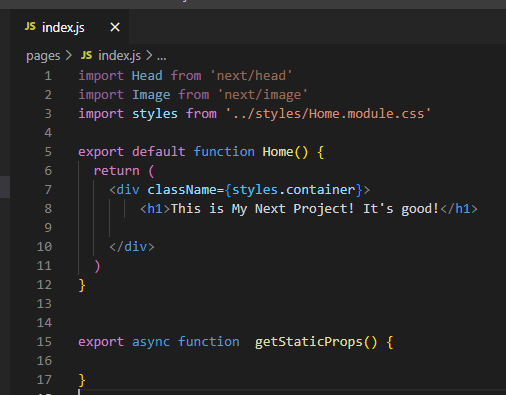 JS index.js ×
pages > JS index.js > ...
1 import Head from 'next/head'
2 import Image from 'next/image'
3 import styles from '../styles/Home.module.css'
4
5 export default function Home() {
6 return (
7 <div className={styles.container}>
8 <h1>This is My Next Project! It's good!</h1>
9
10 </div>
11 )
12 }
13
14
15 export async function  getStaticProps() {
16
17 }